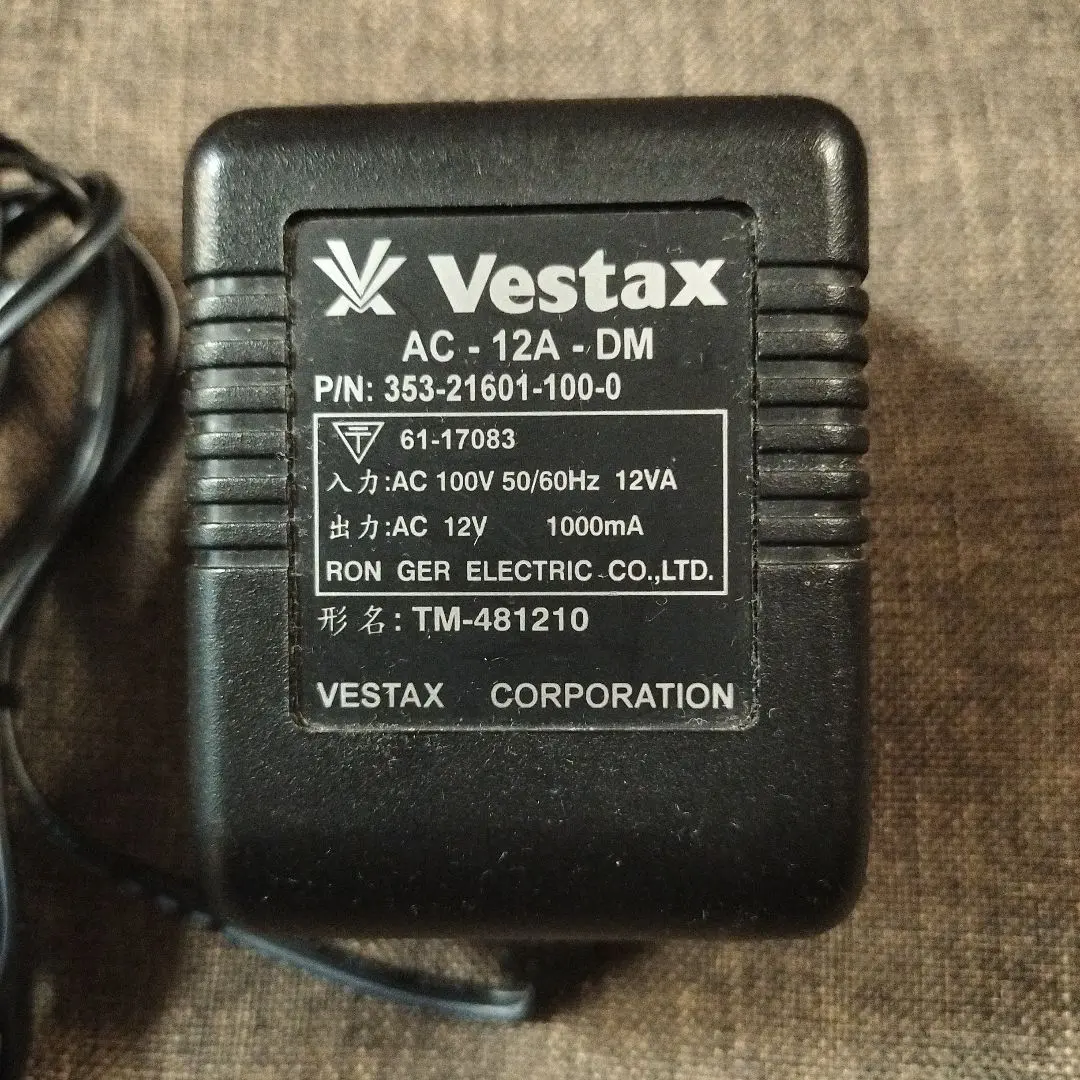 Vestax
AC - 12A - DM
P/N: 353-21601-100-0
61-17083
入力:AC 100V 50/60Hz 12VA
出力:AC 12V 1000mA
RON GER ELECTRIC CO.,LTD.
形名: TM-481210
VESTAX CORPORATION